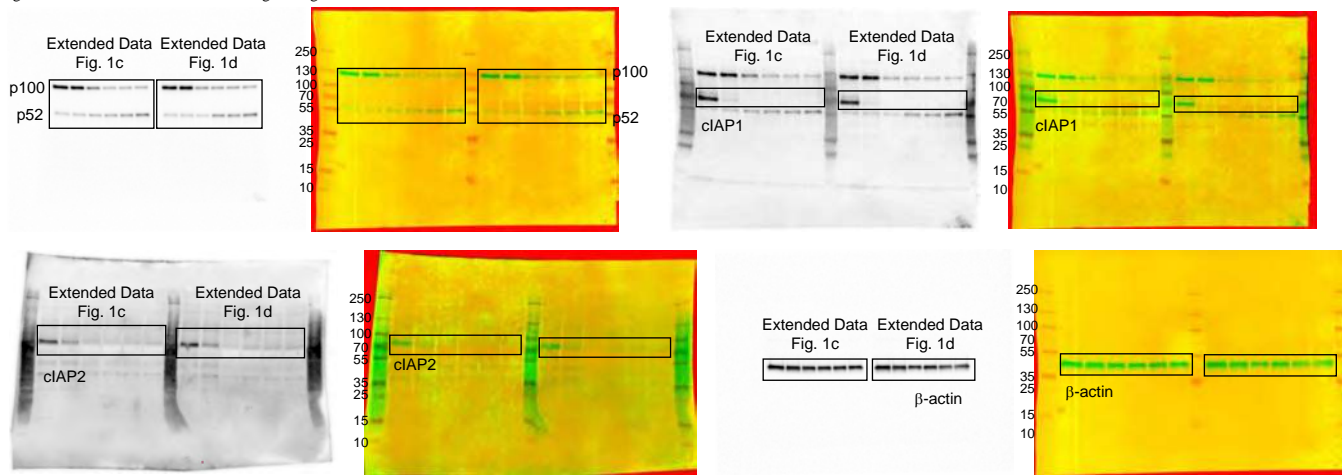 Extended Data Extended Data
Fig. 1c Fig. 1d
p100
p52
250
130
100
70
55
35
25
15
10
p100
p52
Extended Data Extended Data
Fig. 1c Fig. 1d
cIAP1
250
130
100
70
55
35
25
15
10
cIAP1
Extended Data Extended Data
Fig. 1c Fig. 1d
cIAP2
250
130
100
70
55
35
25
15
10
cIAP2
Extended Data Extended Data
Fig. 1c Fig. 1d
β-actin
250
130
100
70
55
35
25
15
10
β-actin